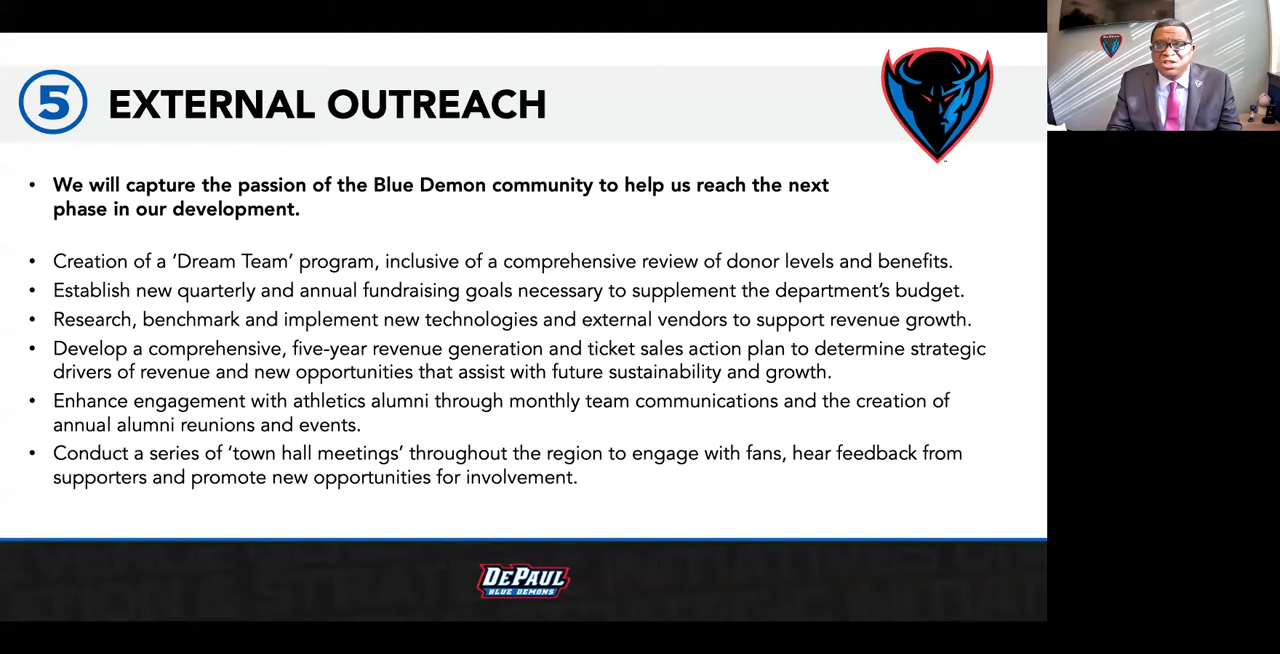 5 EXTERNAL OUTREACH
• We will capture the passion of the Blue Demon community to help us reach the next
phase in our development.
• Creation of a ‘Dream Team’ program, inclusive of a comprehensive review of donor levels and benefits.
• Establish new quarterly and annual fundraising goals necessary to supplement the department’s budget.
• Research, benchmark and implement new technologies and external vendors to support revenue growth.
• Develop a comprehensive, five-year revenue generation and ticket sales action plan to determine strategic
drivers of revenue and new opportunities that assist with future sustainability and growth.
• Enhance engagement with athletics alumni through monthly team communications and the creation of
annual alumni reunions and events.
• Conduct a series of ‘town hall meetings’ throughout the region to engage with fans, hear feedback from
supporters and promote new opportunities for involvement.
DEPAUL
BLUE DEMONS